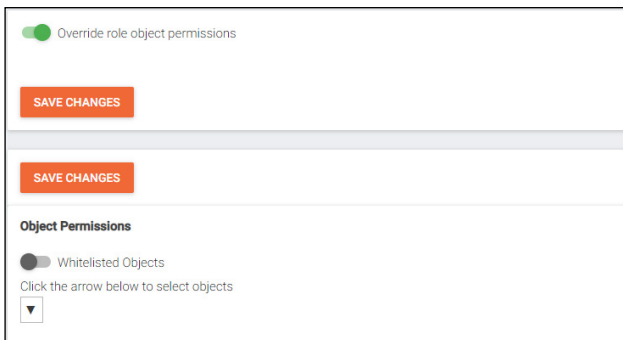 Override role object permissions
SAVE CHANGES
SAVE CHANGES
Object Permissions
Whitelisted Objects
Click the arrow below to select objects